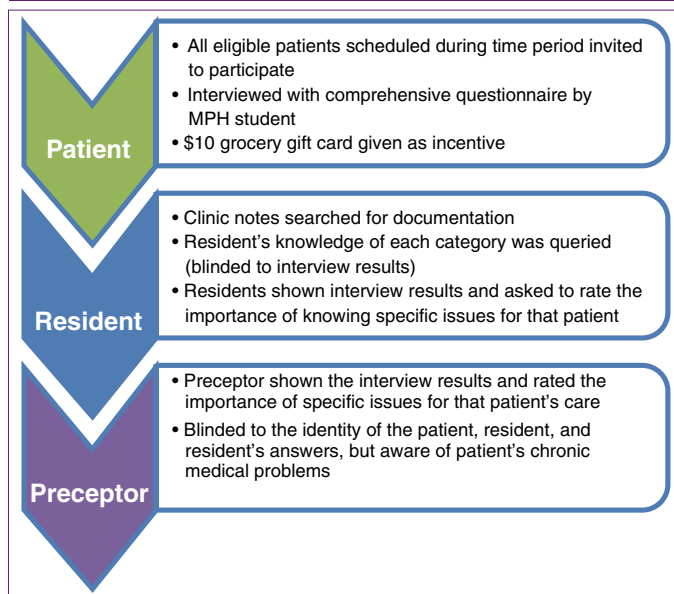 Patient
• All eligible patients scheduled during time period invited
to participate
• Interviewed with comprehensive questionnaire by
MPH student
• $10 grocery gift card given as incentive
Resident
• Clinic notes searched for documentation
• Resident's knowledge of each category was queried
(blinded to interview results)
• Residents shown interview results and asked to rate the
importance of knowing specific issues for that patient
Preceptor
• Preceptor shown the interview results and rated the
importance of specific issues for that patient's care
• Blinded to the identity of the patient, resident, and
resident's answers, but aware of patient's chronic
medical problems